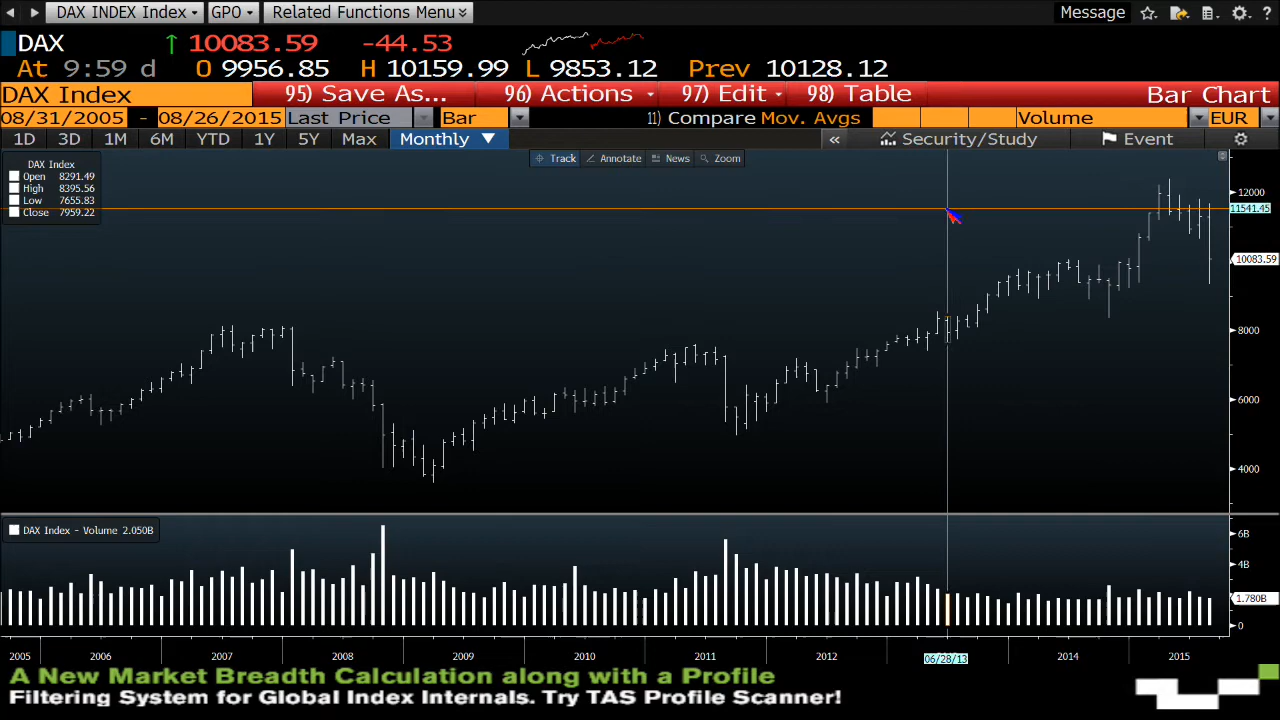 DAX INDEX Index GPO Related Functions Menu Message ?
DAX ↑ 10083.59 -44.53
At 9:59 d O 9956.85 H 10159.99 L 9853.12 Prev 10128.12
DAX Index 95) Save As... 96) Actions 97) Edit 98) Table Bar Chart
08/31/2005 - 08/26/2015 Last Price Bar 11) Compare Mov. Avgs Volume EUR
1D 3D 1M 6M YTD 1Y 5Y Max Monthly ▼ « Security/Study Event
Track Annotate News Zoom
DAX Index
Open 8291.49
High 8395.56
Low 7655.83
Close 7959.22
12000
11541.45
10083.59
8000
6000
4000
DAX Index - Volume 2.050B
6B
4B
1.780B
0
2005 2006 2007 2008 2009 2010 2011 2012 06/28/13 2014 2015
A New Market Breadth Calculation along with a Profile
Filtering System for Global Index Internals. Try TAS Profile Scanner!